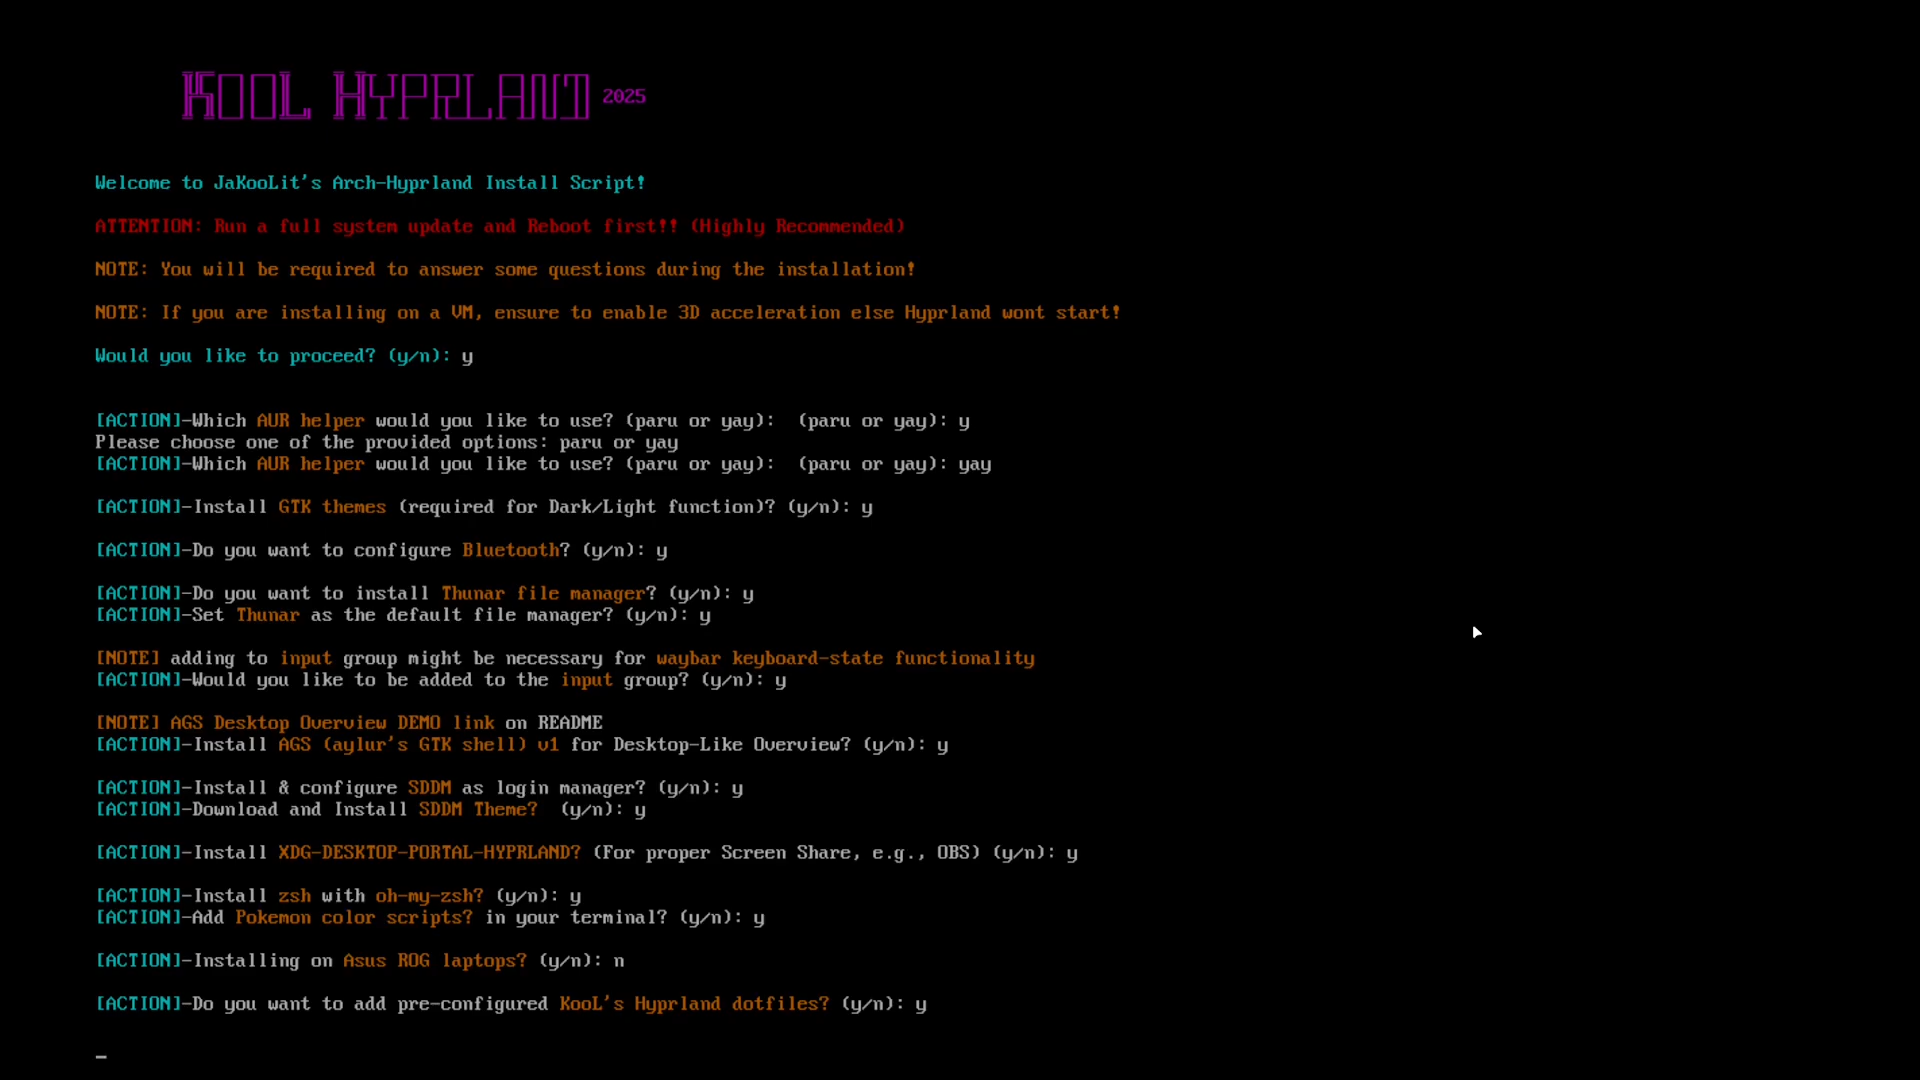 KOOL HYPRLAND 2025
Welcome to JaKooLit's Arch-Hyprland Install Script!
ATTENTION: Run a full system update and Reboot first!! (Highly Recommended)
NOTE: You will be required to answer some questions during the installation!
NOTE: If you are installing on a VM, ensure to enable 3D acceleration else Hyprland wont start!
Would you like to proceed? (y/n): y
[ACTION]-Which AUR helper would you like to use? (paru or yay):  (paru or yay): y
Please choose one of the provided options: paru or yay
[ACTION]-Which AUR helper would you like to use? (paru or yay):  (paru or yay): yay
[ACTION]-Install GTK themes (required for Dark/Light function)? (y/n): y
[ACTION]-Do you want to configure Bluetooth? (y/n): y
[ACTION]-Do you want to install Thunar file manager? (y/n): y
[ACTION]-Set Thunar as the default file manager? (y/n): y
[NOTE] adding to input group might be necessary for waybar keyboard-state functionality
[ACTION]-Would you like to be added to the input group? (y/n): y
[NOTE] AGS Desktop Overview DEMO link on README
[ACTION]-Install AGS (aylur's GTK shell) v1 for Desktop-Like Overview? (y/n): y
[ACTION]-Install & configure SDDM as login manager? (y/n): y
[ACTION]-Download and Install SDDM Theme?  (y/n): y
[ACTION]-Install XDG-DESKTOP-PORTAL-HYPRLAND? (For proper Screen Share, e.g., OBS) (y/n): y
[ACTION]-Install zsh with oh-my-zsh? (y/n): y
[ACTION]-Add Pokemon color scripts? in your terminal? (y/n): y
[ACTION]-Installing on Asus ROG laptops? (y/n): n
[ACTION]-Do you want to add pre-configured KooL's Hyprland dotfiles? (y/n): y